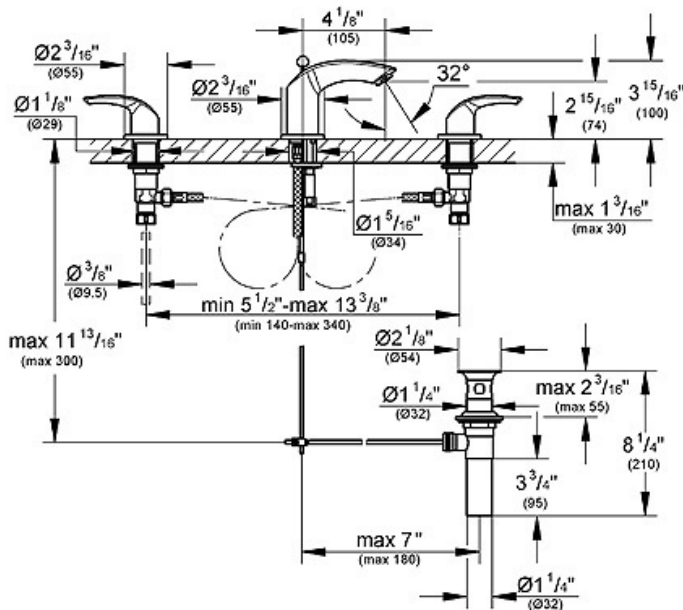 4 1/8"
(105)
Ø2 3/16"
(Ø55)
Ø2 3/16"
(Ø55)
32°
3 15/16"
(100)
2 15/16"
(74)
Ø1 1/8"
(Ø29)
max 1 3/16"
(max 30)
Ø1 5/16"
(Ø34)
Ø3/8"
(Ø9.5)
min 5 1/2"-max 13 3/8"
(min 140-max 340)
max 11 13/16"
(max 300)
Ø2 1/8"
(Ø54)
max 2 3/16"
(max 55)
Ø1 1/4"
(Ø32)
8 1/4"
(210)
3 3/4"
(95)
max 7"
(max 180)
Ø1 1/4"
(Ø32)